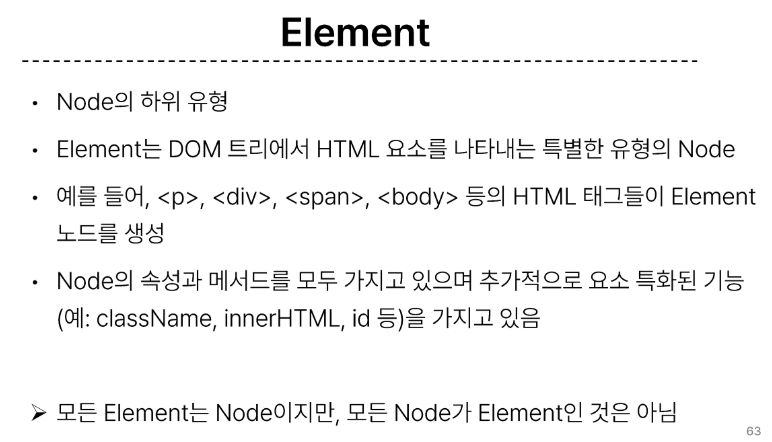 Element
• Node의 하위 유형
• Element는 DOM 트리에서 HTML 요소를 나타내는 특별한 유형의 Node
• 예를 들어, <p>, <div>, <span>, <body> 등의 HTML 태그들이 Element
노드를 생성
• Node의 속성과 메서드를 모두 가지고 있으며 추가적으로 요소 특화된 기능
(예: className, innerHTML, id 등)을 가지고 있음
➢ 모든 Element는 Node이지만, 모든 Node가 Element인 것은 아님
63